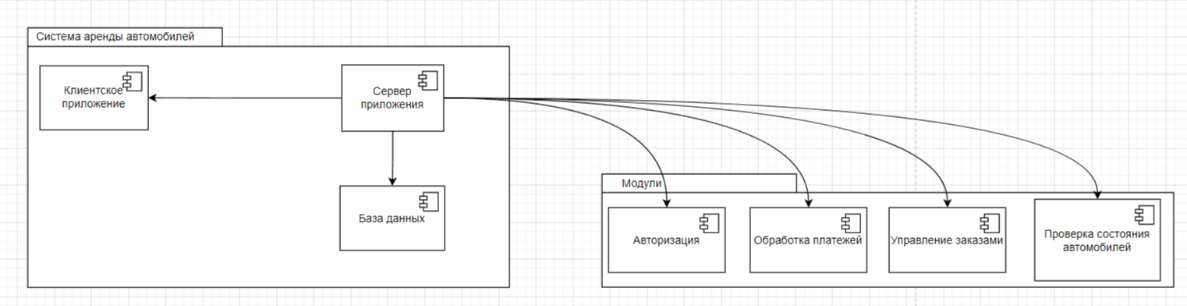 Система аренды автомобилей
Клиентское
приложение
Сервер
приложения
База данных
Модули
Авторизация
Обработка платежей
Управление заказами
Проверка состояния
автомобилей